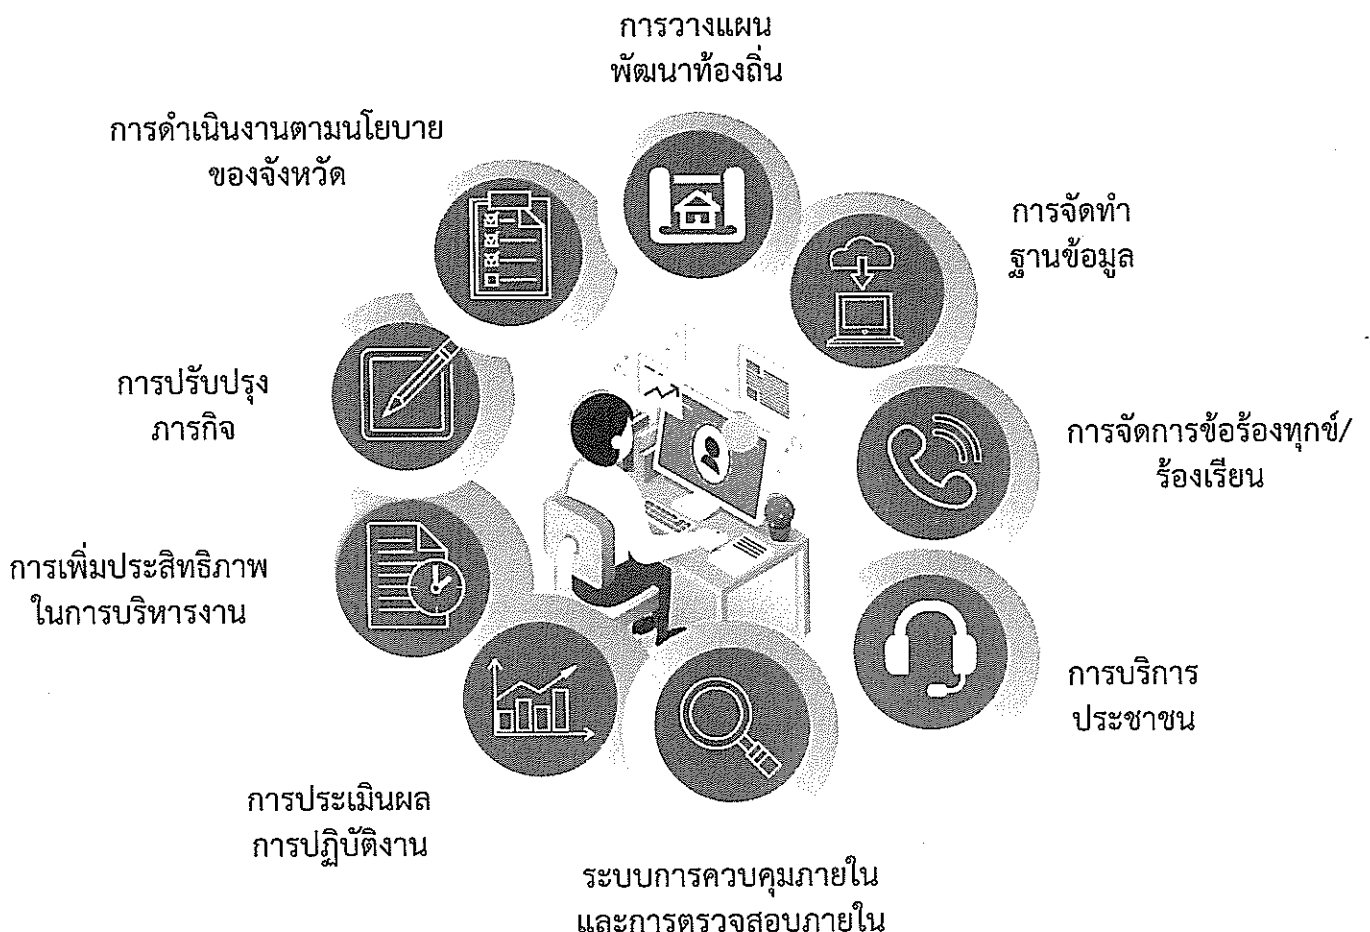 การวางแผน
พัฒนาท้องถิ่น
การดำเนินงานตามนโยบาย
ของจังหวัด
การจัดทำ
ฐานข้อมูล
การปรับปรุง
ภารกิจ
การจัดการข้อร้องทุกข์/
ร้องเรียน
การเพิ่มประสิทธิภาพ
ในการบริหารงาน
การบริการ
ประชาชน
การประเมินผล
การปฏิบัติงาน
ระบบการควบคุมภายใน
และการตรวจสอบภายใน